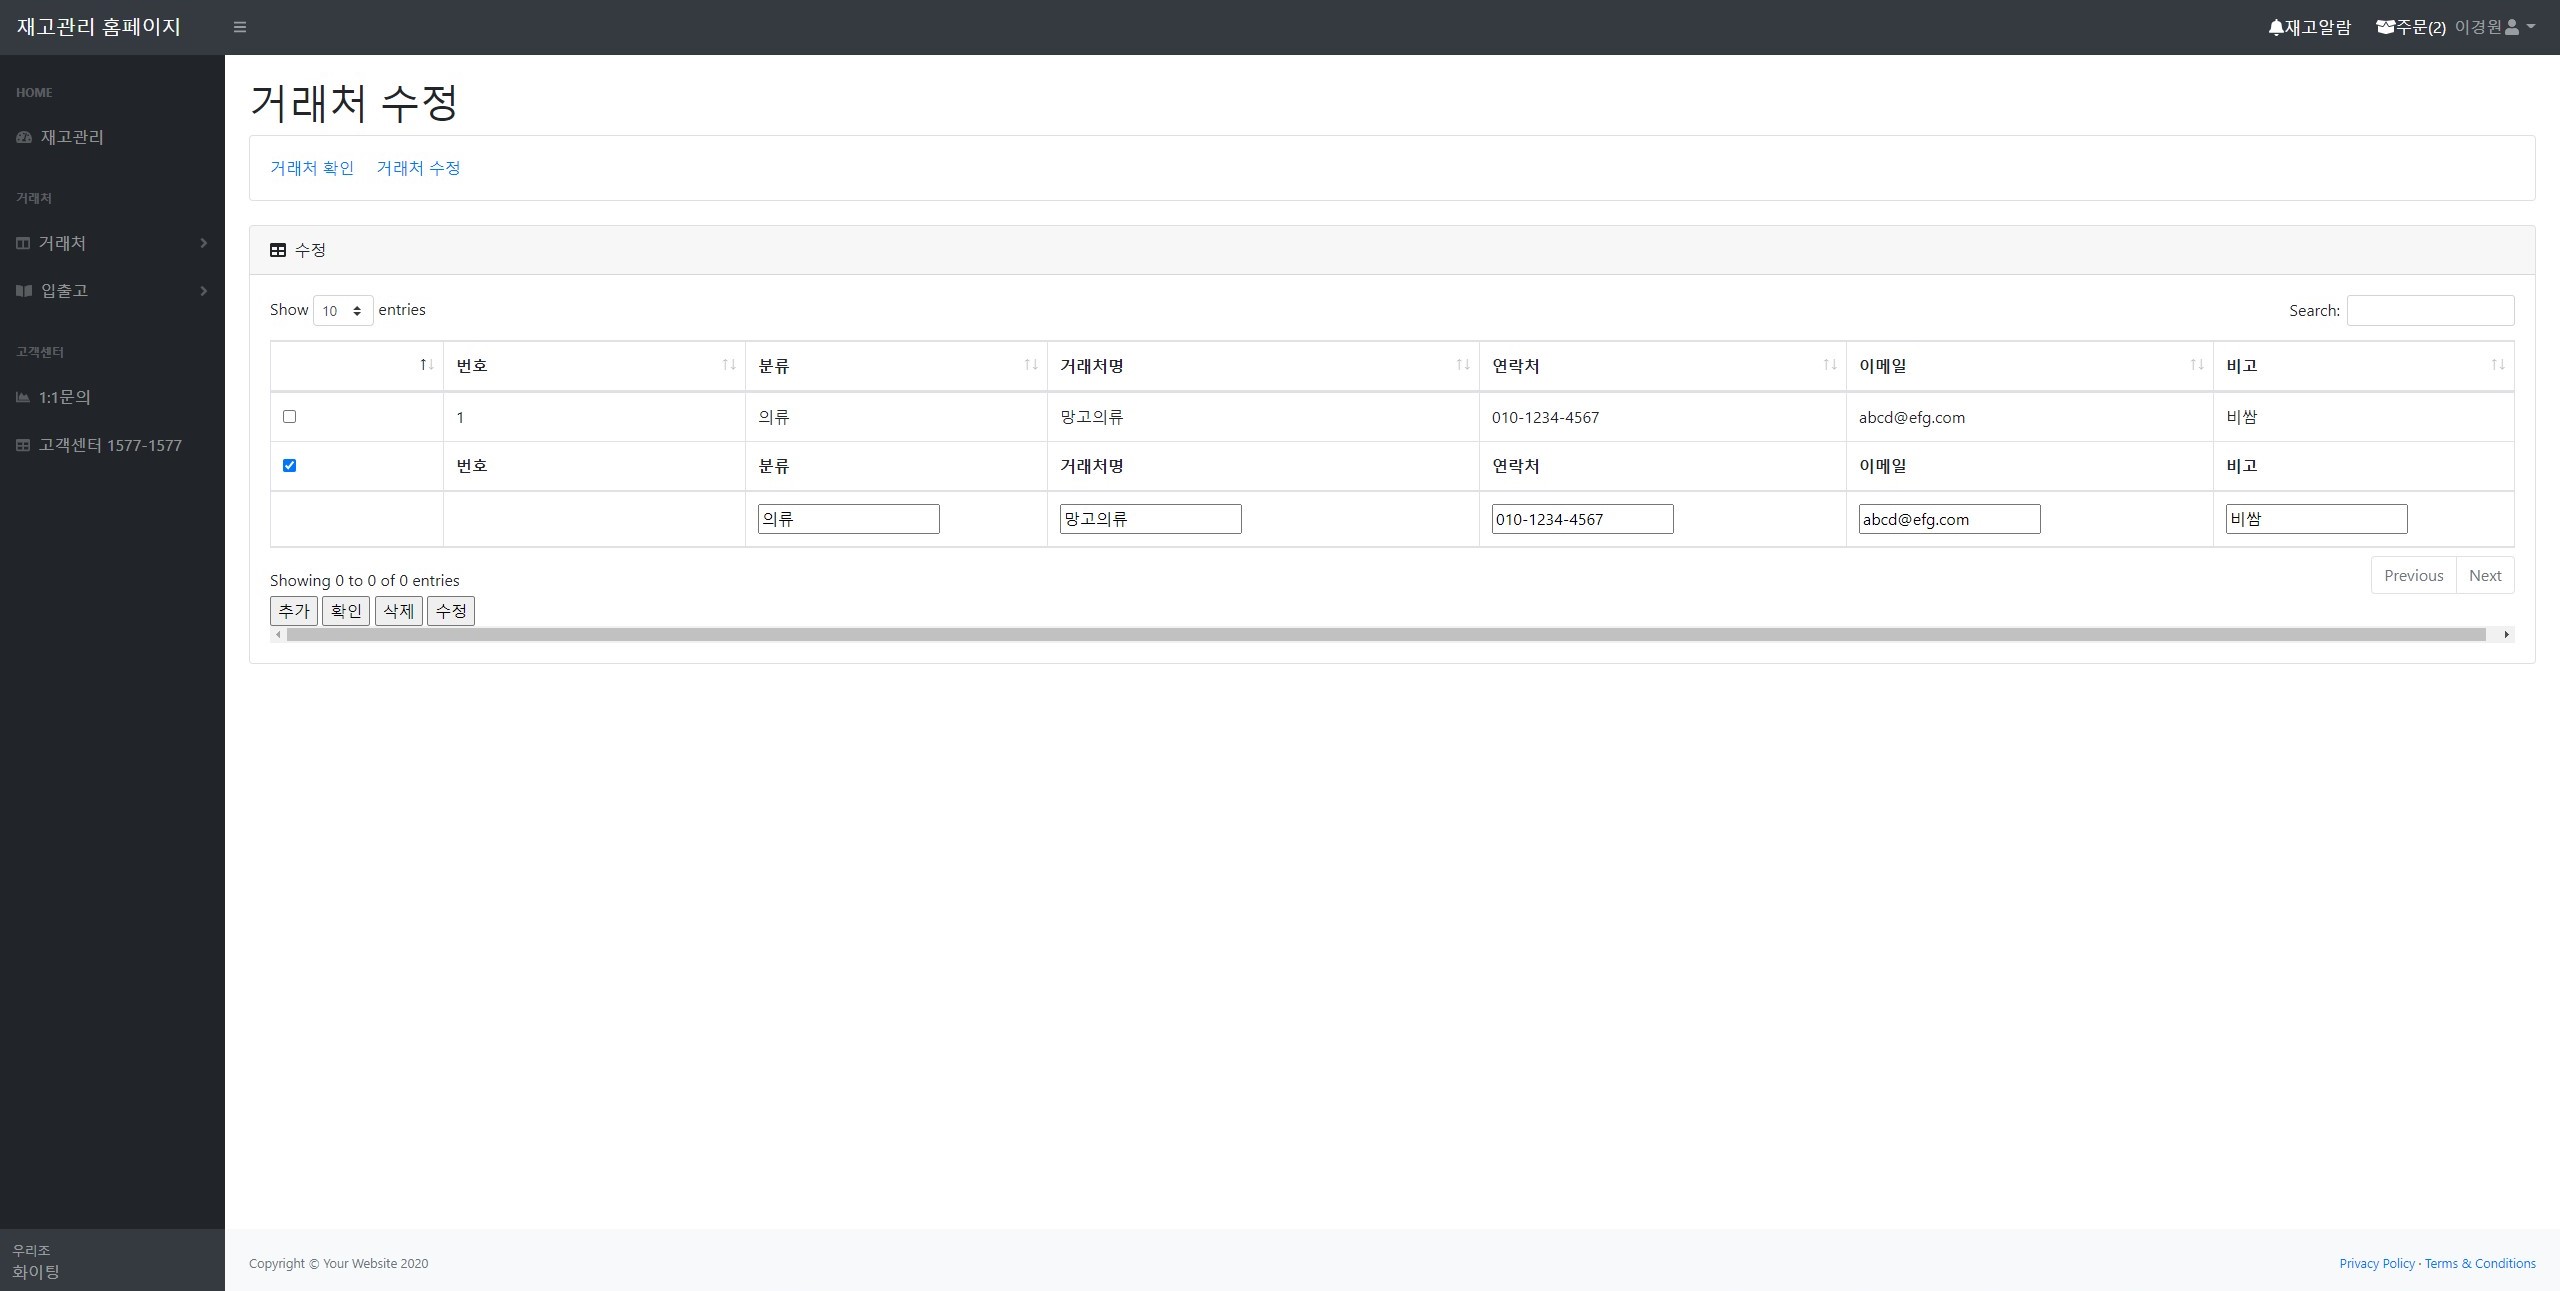 재고관리 홈페이지
재고알람 주문(2) 이경원
HOME
재고관리
거래처
거래처
입출고
고객센터
1:1문의
고객센터 1577-1577
우리조
화이팅
거래처 수정
거래처 확인 거래처 수정
수정
Show 10 entries Search:
번호 분류 거래처명 연락처 이메일 비고
1 의류 망고의류 010-1234-4567 abcd@efg.com 비쌈
번호 분류 거래처명 연락처 이메일 비고
의류 망고의류 010-1234-4567 abcd@efg.com 비쌈
Showing 0 to 0 of 0 entries Previous Next
추가 확인 삭제 수정
Copyright © Your Website 2020 Privacy Policy · Terms & Conditions